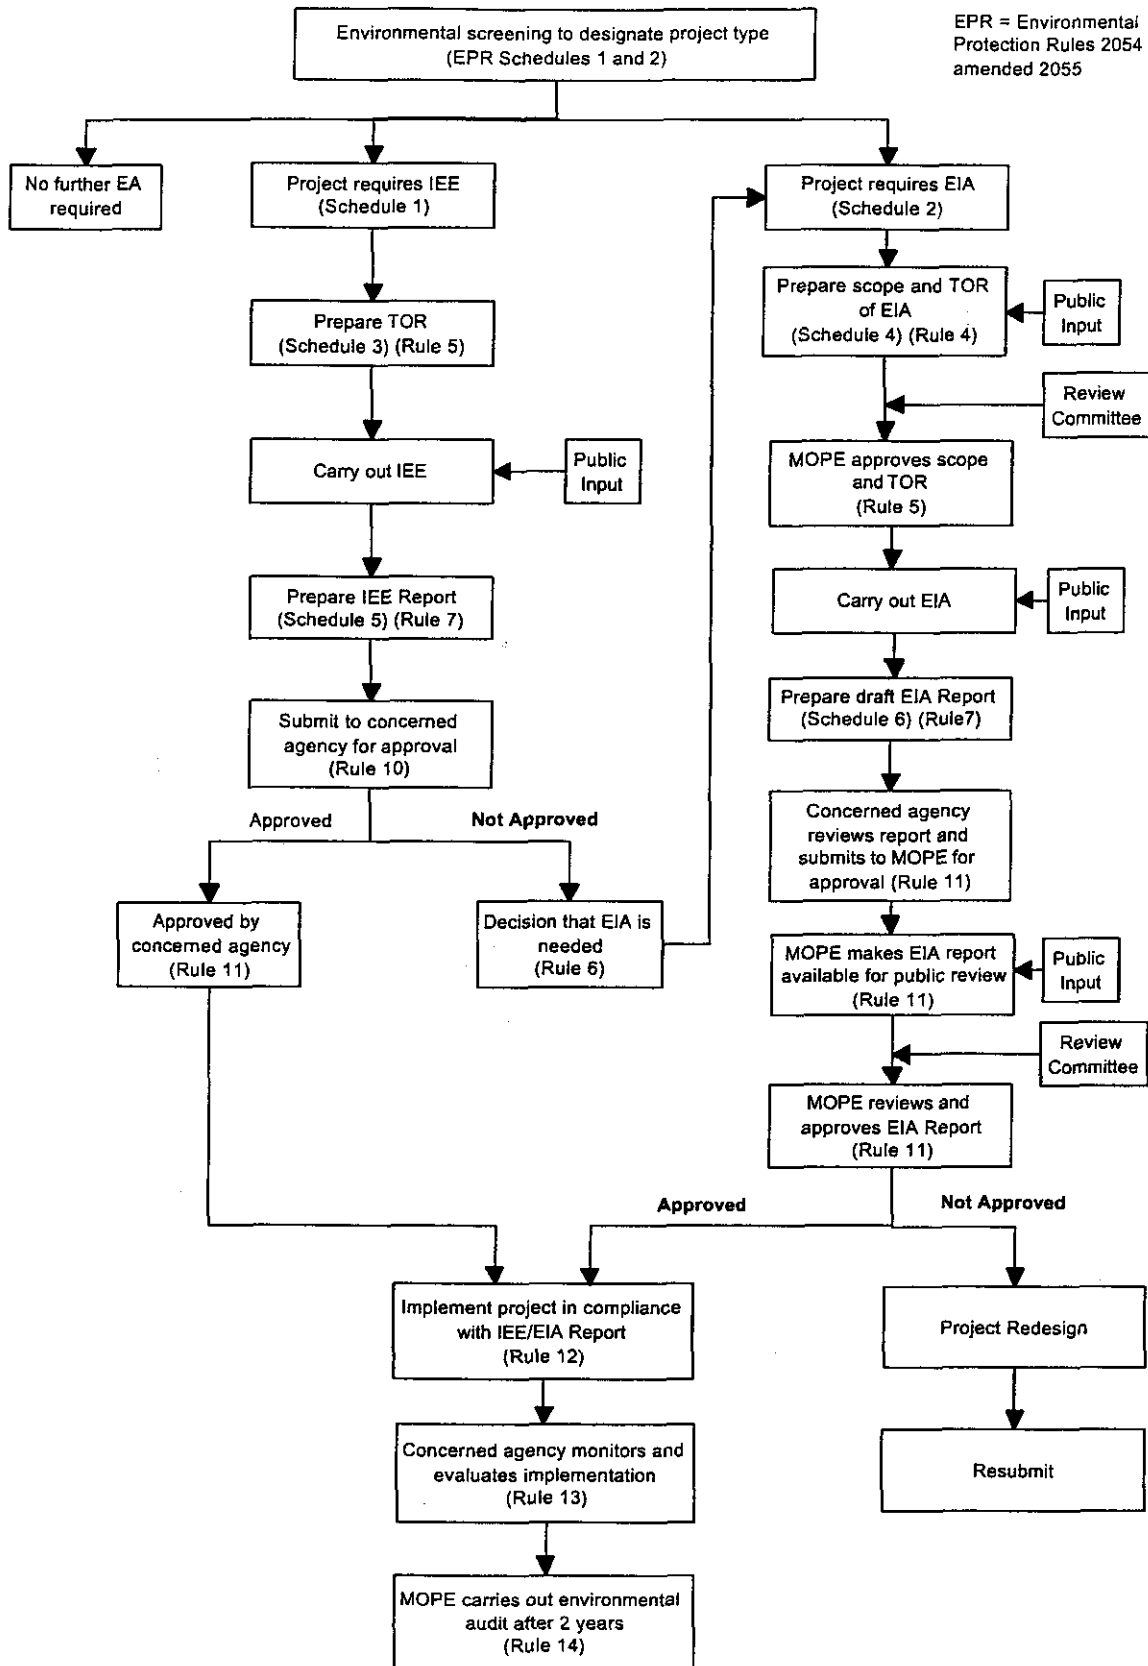 Environmental screening to designate project type
(EPR Schedules 1 and 2)
EPR = Environmental
Protection Rules 2054
amended 2055
No further EA
required
Project requires IEE
(Schedule 1)
Project requires EIA
(Schedule 2)
Prepare TOR
(Schedule 3) (Rule 5)
Prepare scope and TOR
of EIA
(Schedule 4) (Rule 4)
Public
Input
Review
Committee
Carry out IEE
Public
Input
MOPE approves scope
and TOR
(Rule 5)
Prepare IEE Report
(Schedule 5) (Rule 7)
Carry out EIA
Public
Input
Submit to concerned
agency for approval
(Rule 10)
Prepare draft EIA Report
(Schedule 6) (Rule7)
Approved
Not Approved
Concerned agency
reviews report and
submits to MOPE for
approval (Rule 11)
Approved by
concerned agency
(Rule 11)
Decision that EIA is
needed
(Rule 6)
MOPE makes EIA report
available for public review
(Rule 11)
Public
Input
Review
Committee
MOPE reviews and
approves EIA Report
(Rule 11)
Approved
Not Approved
Implement project in compliance
with IEE/EIA Report
(Rule 12)
Project Redesign
Concerned agency monitors and
evaluates implementation
(Rule 13)
Resubmit
MOPE carries out environmental
audit after 2 years
(Rule 14)